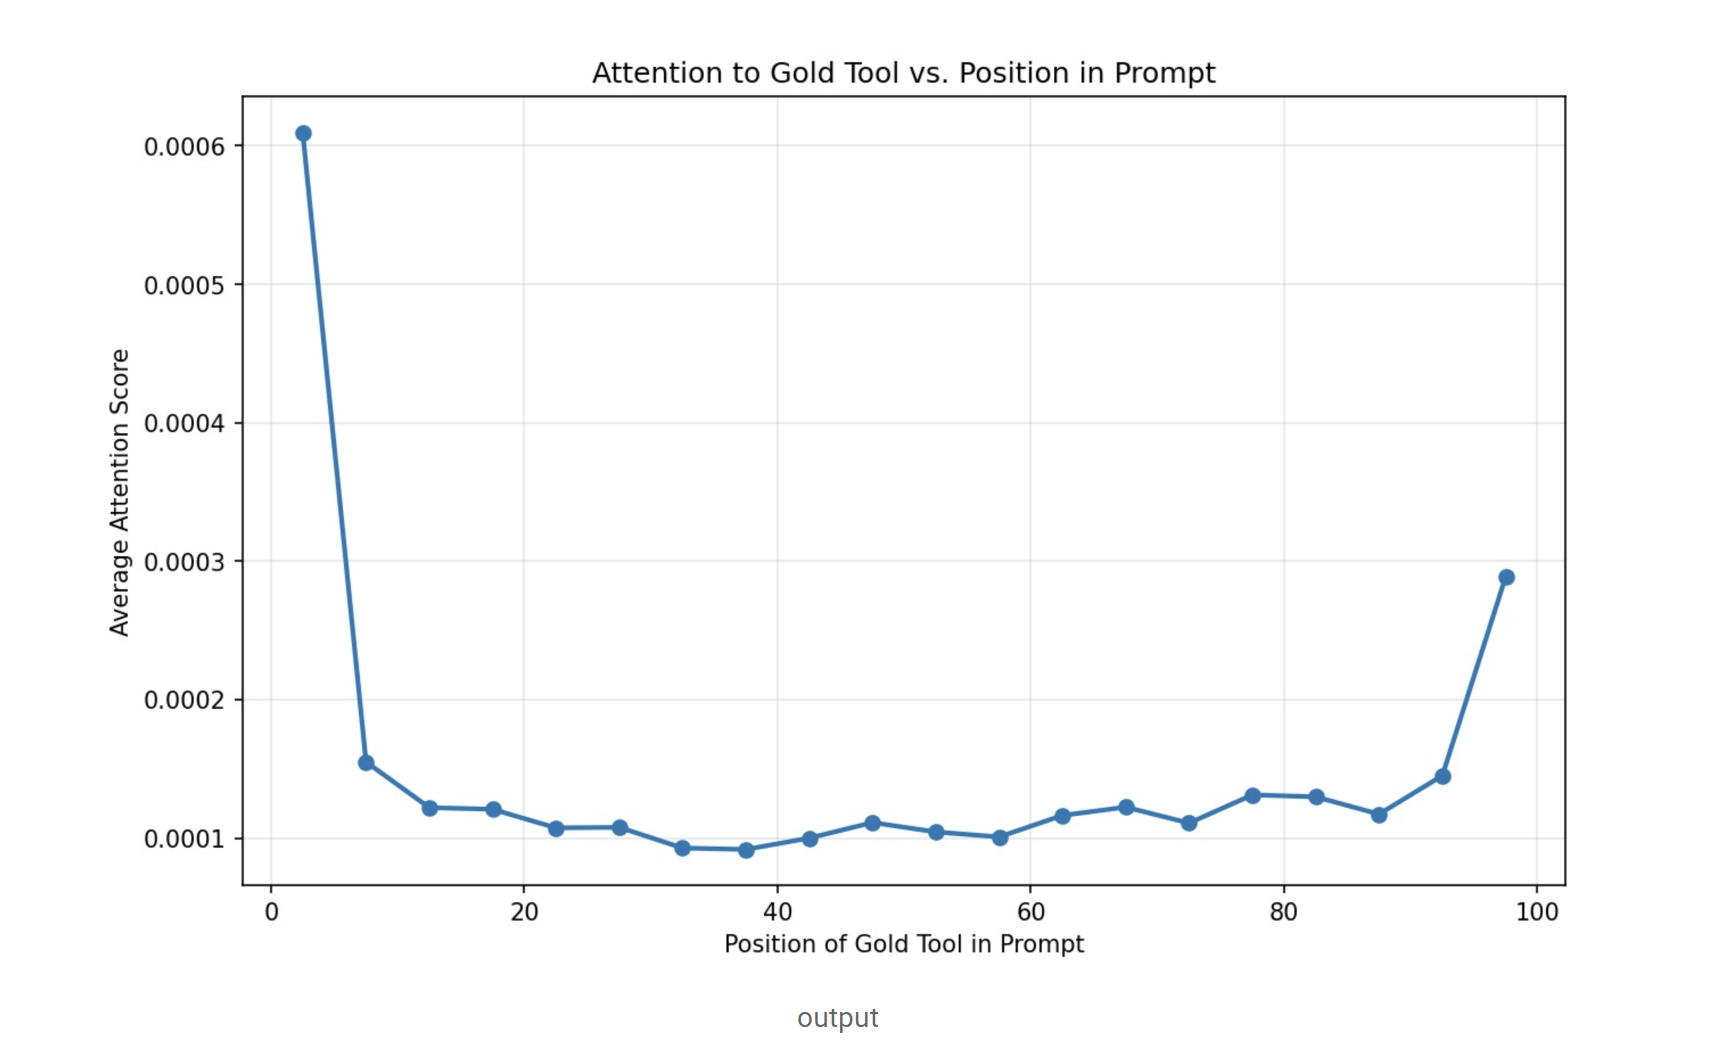 Attention to Gold Tool vs. Position in Prompt
Average Attention Score
0.0006
0.0005
0.0004
0.0003
0.0002
0.0001
0 20 40 60 80 100
Position of Gold Tool in Prompt
output